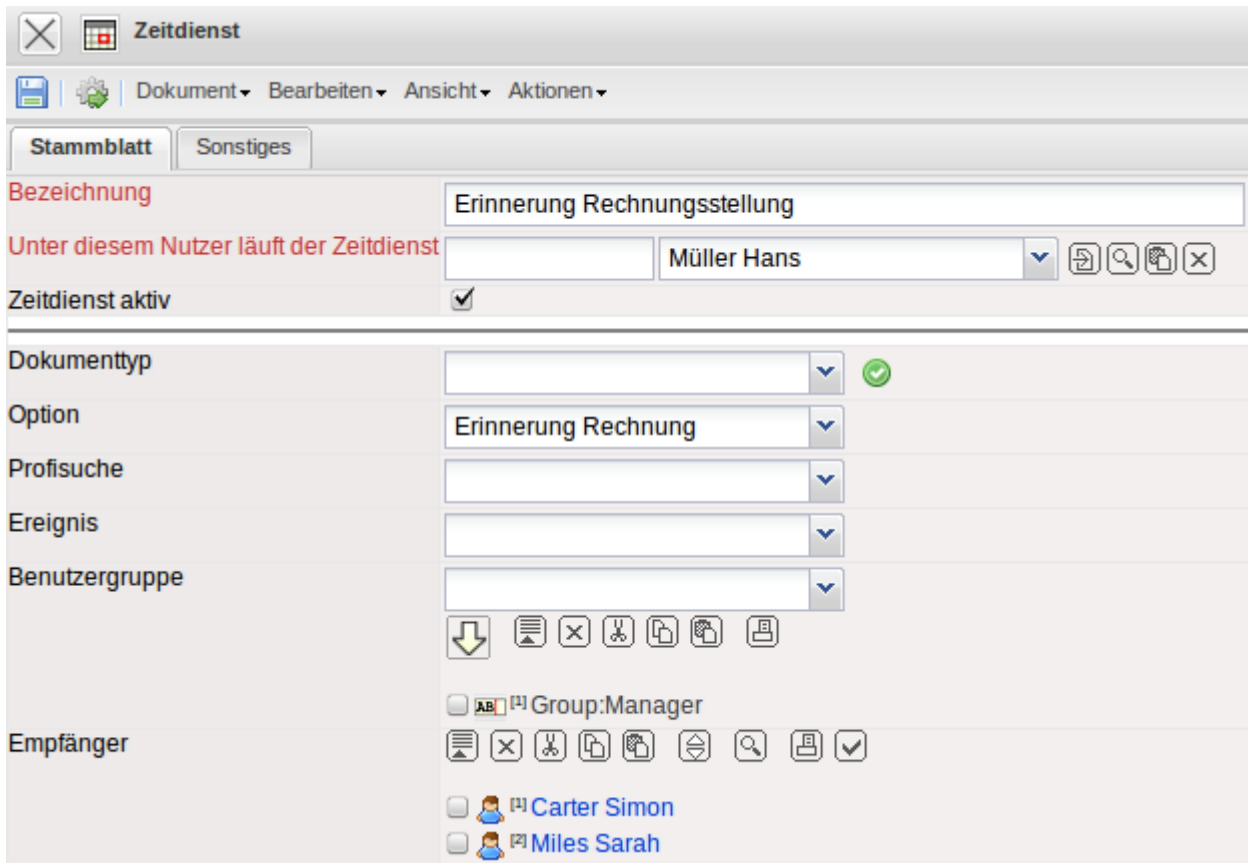 Zeitdienst
Dokument Bearbeiten Ansicht Aktionen
Stammblatt Sonstiges
Bezeichnung Erinnerung Rechnungsstellung
Unter diesem Nutzer läuft der Zeitdienst Müller Hans
Zeitdienst aktiv
Dokumenttyp
Option Erinnerung Rechnung
Profisuche
Ereignis
Benutzergruppe
AB [1] Group:Manager
Empfänger
[1] Carter Simon
[2] Miles Sarah